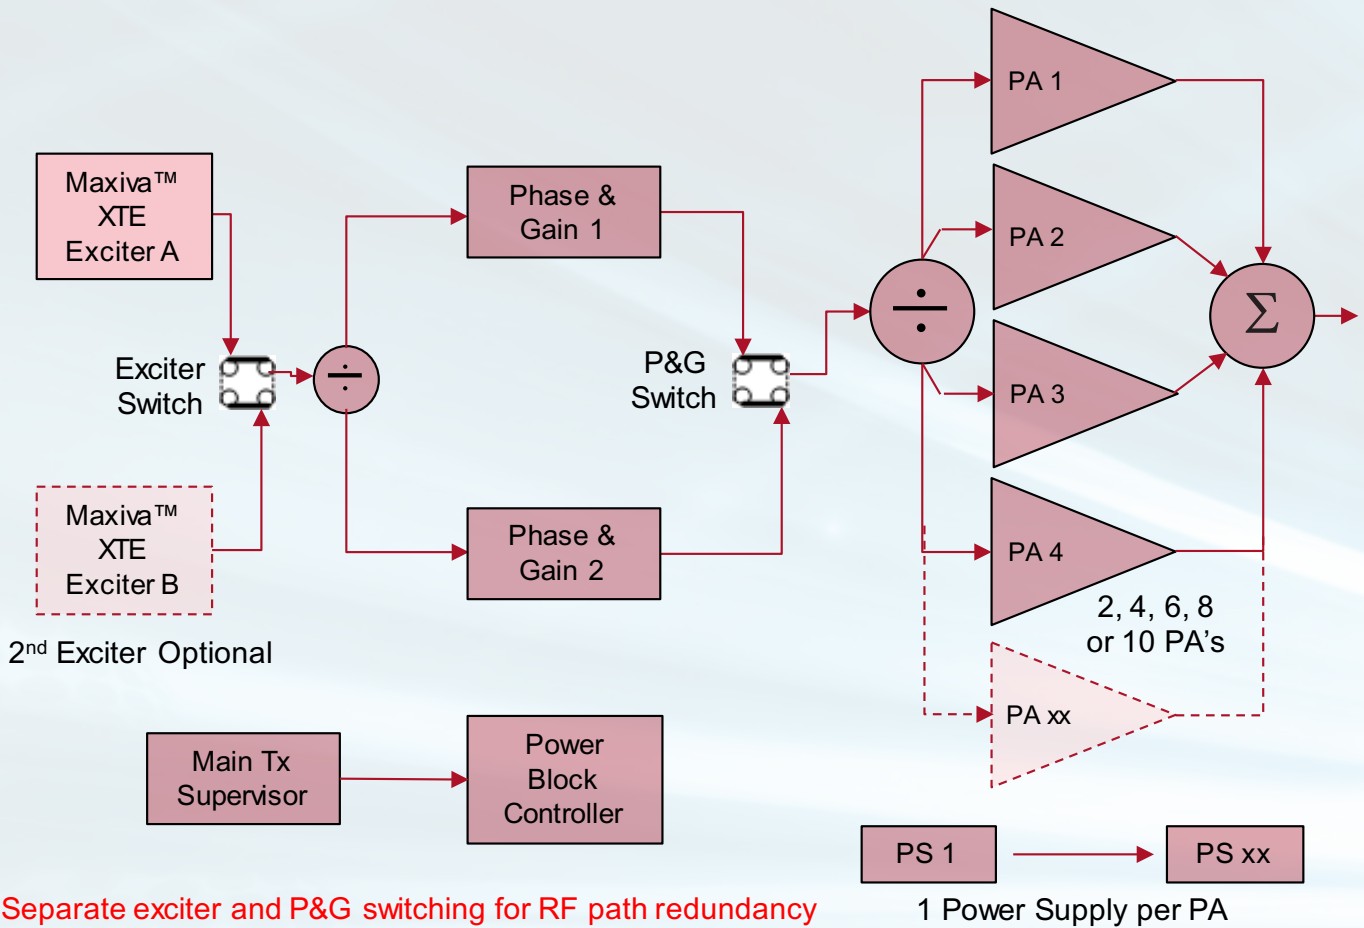 PA 1
Maxiva™
XTE
Exciter A
Phase &
Gain 1
PA 2
÷
Σ
Exciter
Switch
÷
P&G
Switch
PA 3
Maxiva™
XTE
Exciter B
Phase &
Gain 2
PA 4
2, 4, 6, 8
or 10 PA's
2nd Exciter Optional
PA xx
Main Tx
Supervisor
Power
Block
Controller
PS 1
PS xx
Separate exciter and P&G switching for RF path redundancy
1 Power Supply per PA